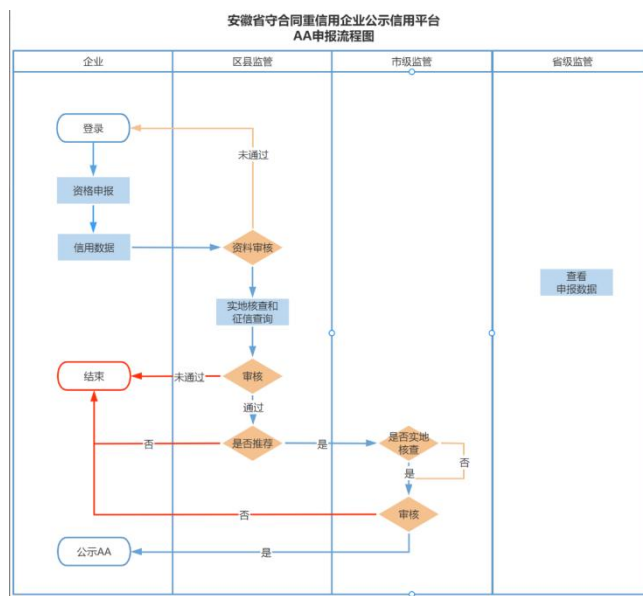 安徽省守合同重信用企业公示信用平台
AA申报流程图
企业
区县监管
市级监管
省级监管
登录
未通过
资格申报
信用数据
资料审核
查看
申报数据
实地核查和
征信查询
结束
未通过
审核
通过
否
是否推荐
是
是否实地
核查
否
是
否
审核
公示AA
是